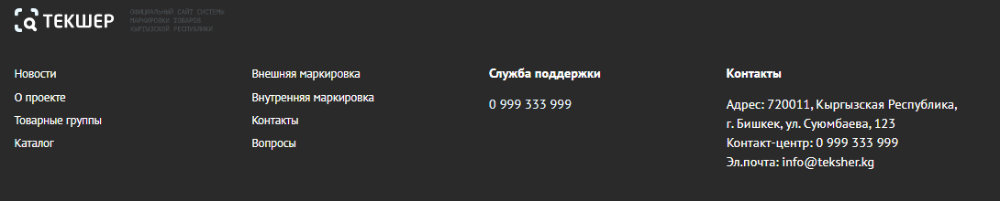 ТЕКШЕР
ОФИЦИАЛЬНЫЙ САЙТ СИСТЕМЫ
МАРКИРОВКИ ТОВАРОВ
КЫРГЫЗСКОЙ РЕСПУБЛИКИ
Новости
О проекте
Товарные группы
Каталог
Внешняя маркировка
Внутренняя маркировка
Контакты
Вопросы
Служба поддержки
0 999 333 999
Контакты
Адрес: 720011, Кыргызская Республика,
г. Бишкек, ул. Суюмбаева, 123
Контакт-центр: 0 999 333 999
Эл.почта: info@teksher.kg